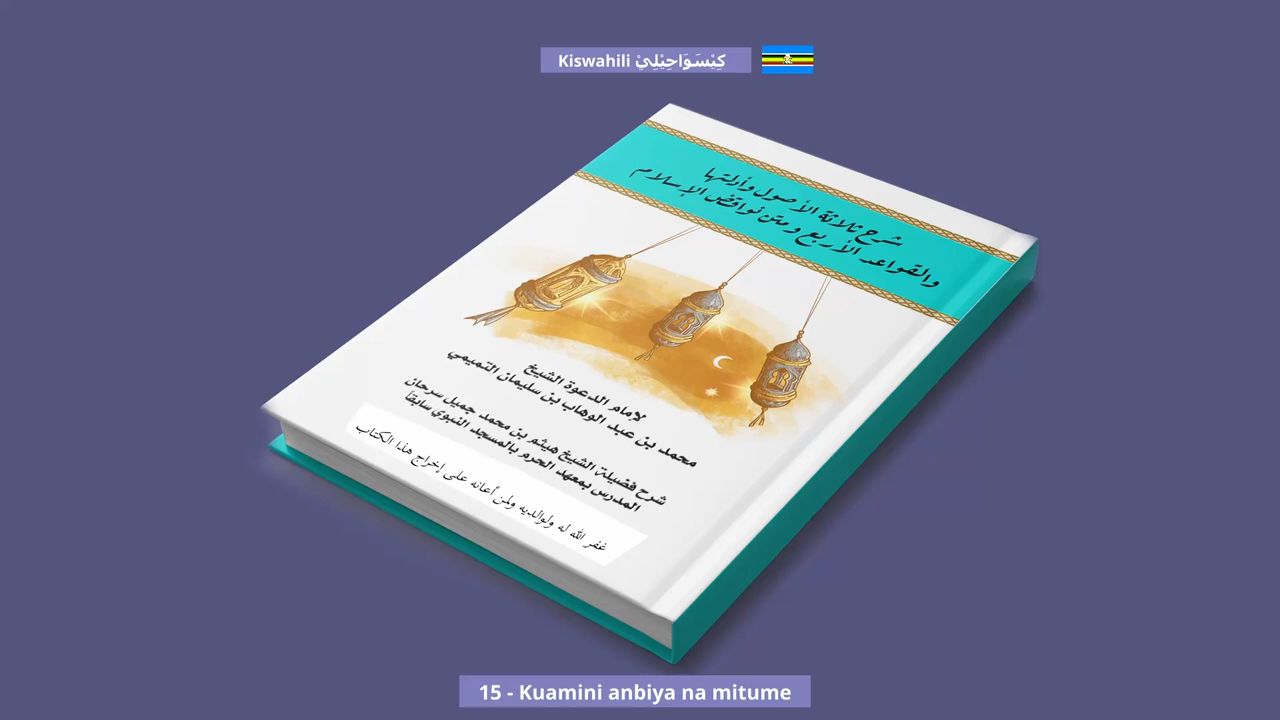 Kiswahili كِيْسَوَاحِيْلِيْ
شرح ثلاثة الأصول وأدلتها
والقواعد الأربع ومتن نواقض الإسلام
لإمام الدعوة الشيخ
محمد بن عبد الوهاب بن سليمان التميمي
شرح فضيلة الشيخ هيثم بن محمد جميل سرحان
المدرس بمعهد الحرم بالمسجد النبوي سابقاً
غفر الله له ولوالديه ولمن أعانه على إخراج هذا الكتاب
15 - Kuamini anbiya na mitume